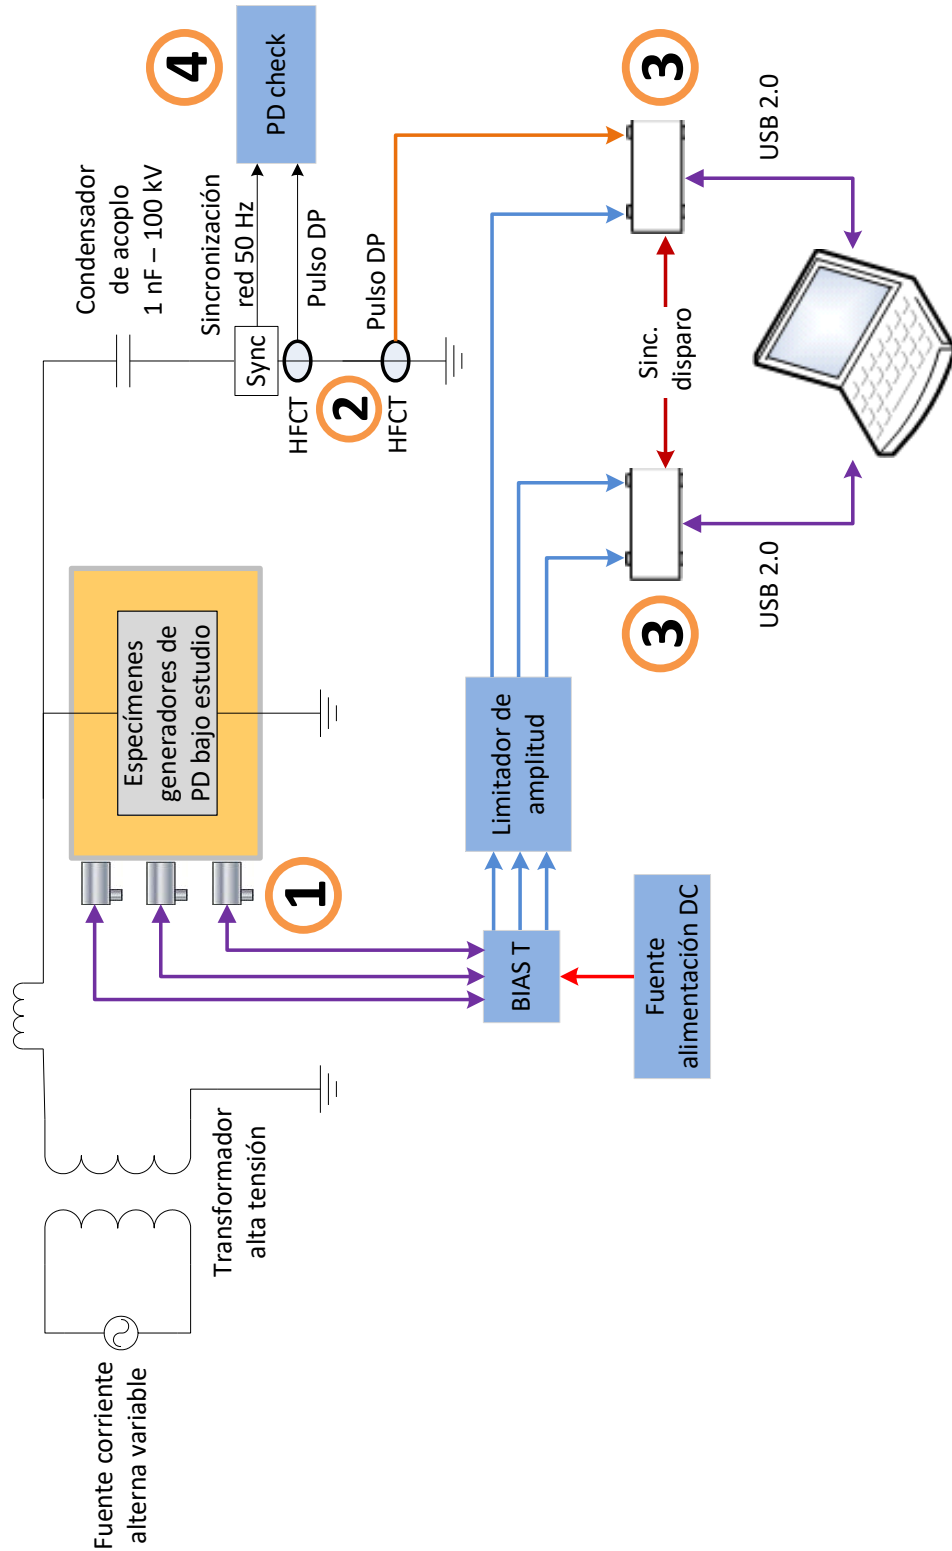 Fuente corriente
alterna variable
Transformador
alta tensión
1
Especímenes
generadores de
PD bajo estudio
Condensador
de acoplo
1 nF – 100 kV
Sincronización
red 50 Hz
Sync
HFCT
Pulso DP
2
HFCT
Pulso DP
4
PD check
BIAS T
Fuente
alimentación DC
Limitador de
amplitud
3
Sinc.
disparo
3
USB 2.0
USB 2.0